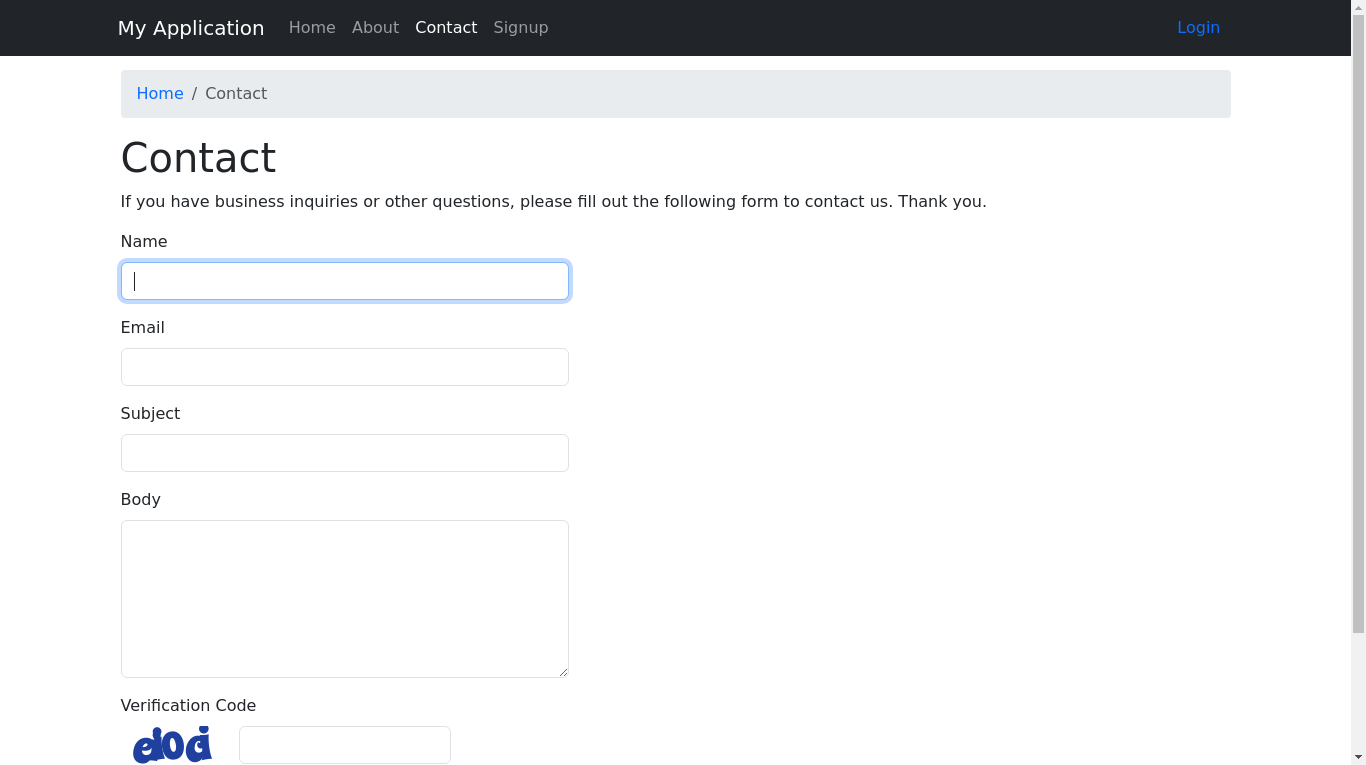 My Application Home About Contact Signup Login
Home / Contact
Contact
If you have business inquiries or other questions, please fill out the following form to contact us. Thank you.
Name
Email
Subject
Body
Verification Code